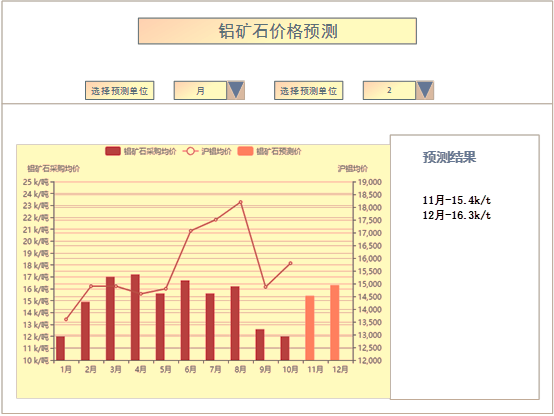 铝矿石价格预测
选择预测单位 月 选择预测单位 2
铝矿石采购均价 沪铝均价 铝矿石预测价
铝矿石采购均价 沪铝均价
25 k/吨 19,000
24 k/吨 18,500
23 k/吨 18,000
22 k/吨 17,500
21 k/吨 17,000
20 k/吨 16,500
19 k/吨 16,000
18 k/吨 15,500
17 k/吨 15,000
16 k/吨 14,500
15 k/吨 14,000
14 k/吨 13,500
13 k/吨 13,000
12 k/吨 12,500
11 k/吨 12,000
10 k/吨
1月 2月 3月 4月 5月 6月 7月 8月 9月 10月 11月 12月
预测结果
11月-15.4k/t
12月-16.3k/t